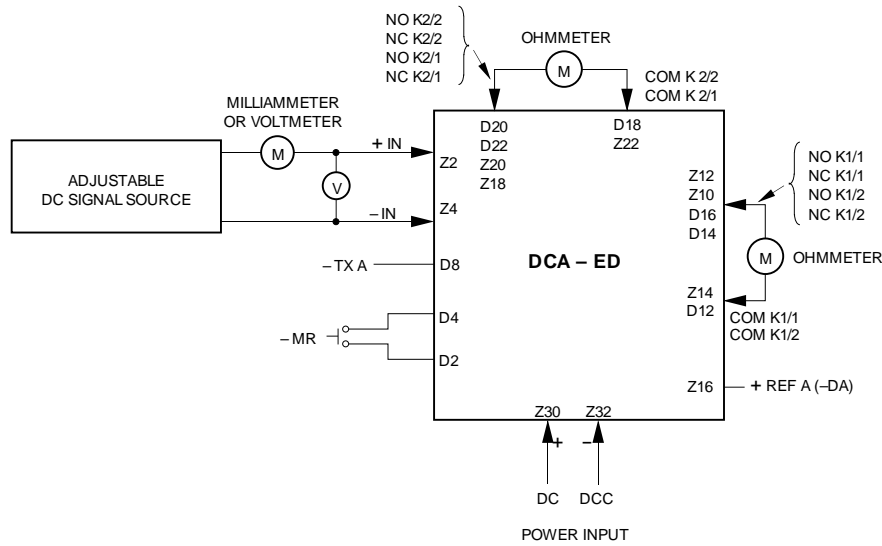 NO K2/2
NC K2/2
NO K2/1
NC K2/1
OHMMETER
M
COM K 2/2
COM K 2/1
MILLIAMMETER
OR VOLTMETER
D20
D22
Z20
Z18
D18
Z22
ADJUSTABLE
DC SIGNAL SOURCE
M
+ IN
Z2
V
– IN
Z4
Z12
Z10
D16
D14
NO K1/1
NC K1/1
NO K1/2
NC K1/2
– TX A
D8
DCA – ED
M
OHMMETER
Z14
D12
COM K1/1
COM K1/2
– MR
D4
D2
Z16
+ REF A (–DA)
Z30
Z32
+
–
DC
DCC
POWER INPUT